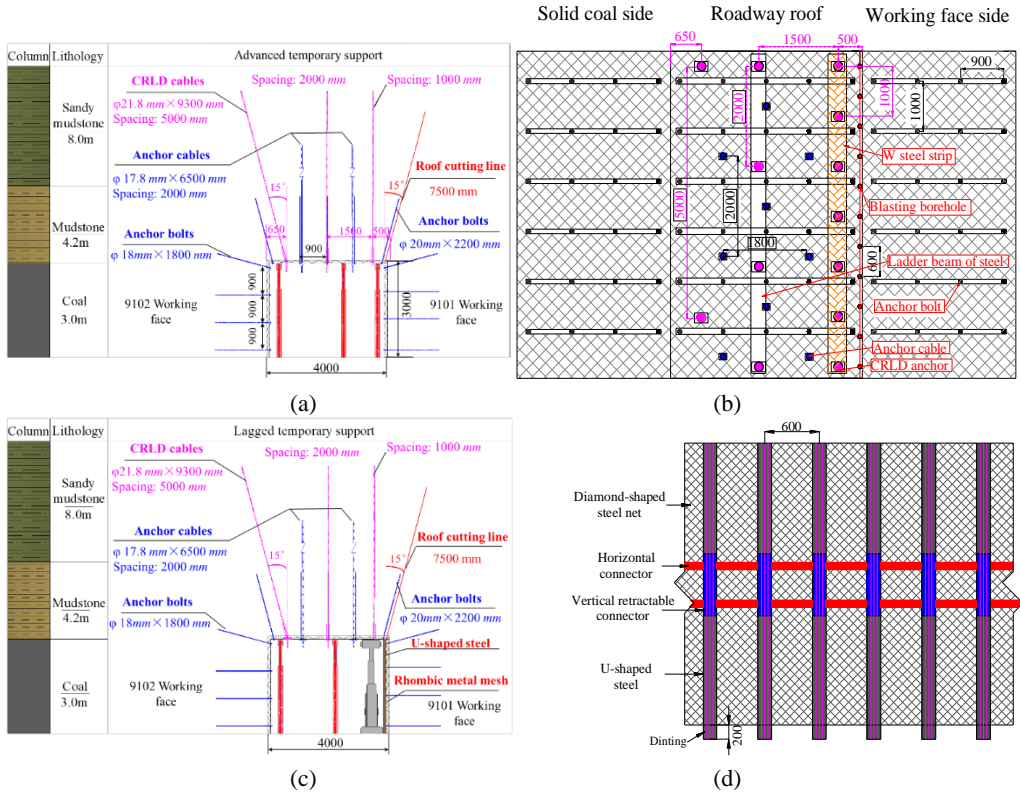 Column
Lithology
Advanced temporary support
CRLD cables
φ21.8 mm×9300 mm
Spacing: 5000 mm
Spacing: 2000 mm
Spacing: 1000 mm
Sandy
mudstone
8.0m
Anchor cables
φ 17.8 mm×6500 mm
Spacing: 2000 mm
Roof cutting line
7500 mm
15°
15°
Mudstone
4.2m
Anchor bolts
φ 18mm×1800 mm
Anchor bolts
φ 20mm×2200 mm
650
1500
500
900
Coal
3.0m
9102 Working
face
900
900
900
9101 Working
face
3000
4000
(a)
Solid coal side
Roadway roof
Working face side
650
1500
500
900
2000
1000
1000
W steel strip
5000
2000
Blasting borehole
1800
600
Ladder beam of steel
Anchor bolt
Anchor cable
CRLD anchor
(b)
Column
Lithology
Lagged temporary support
CRLD cables
φ21.8 mm×9300 mm
Spacing: 5000 mm
Spacing: 2000 mm
Spacing: 1000 mm
Sandy
mudstone
8.0m
Anchor cables
φ 17.8 mm×6500 mm
Spacing: 2000 mm
Roof cutting line
7500 mm
15°
15°
Mudstone
4.2m
Anchor bolts
φ 18mm×1800 mm
Anchor bolts
φ 20mm×2200 mm
U-shaped steel
Coal
3.0m
9102 Working
face
Rhombic metal mesh
9101 Working
face
4000
(c)
600
Diamond-shaped
steel net
Horizontal
connector
Vertical retractable
connector
U-shaped
steel
Dinting
200
(d)